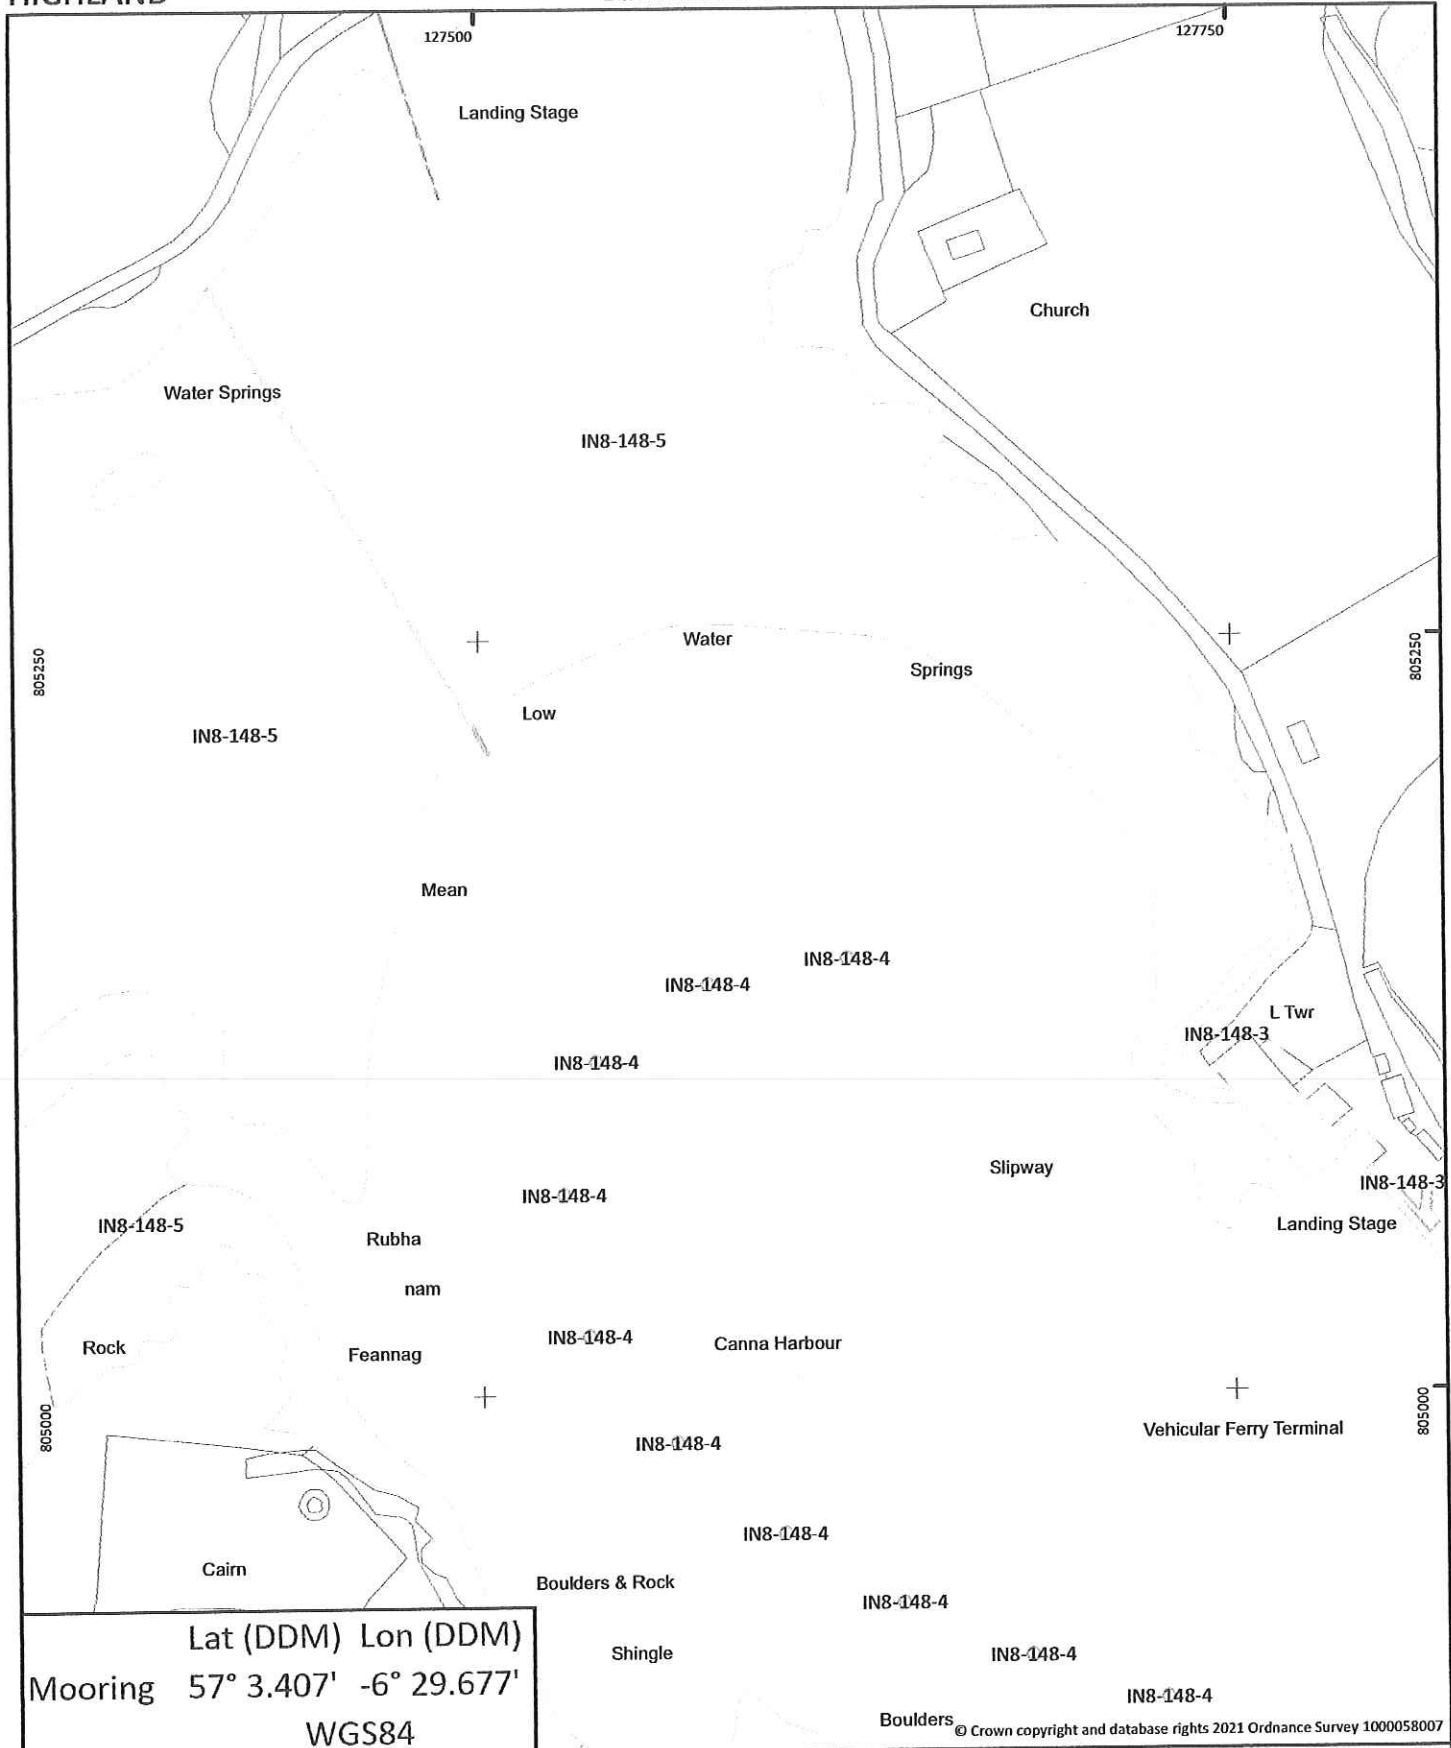 HIGHLAND
127500
127750
Landing Stage
Church
Water Springs
IN8-148-5
Water
805250
805250
Springs
Low
IN8-148-5
Mean
IN8-148-4
IN8-148-4
L Twr
IN8-148-3
IN8-148-4
Slipway
IN8-148-3
IN8-148-4
Landing Stage
IN8-148-5
Rubha
nam
IN8-148-4
Canna Harbour
Rock
Feannag
805000
805000
Vehicular Ferry Terminal
IN8-148-4
IN8-148-4
Cairn
Boulders & Rock
IN8-148-4
Lat (DDM) Lon (DDM)
Shingle
IN8-148-4
Mooring 57° 3.407' -6° 29.677'
IN8-148-4
WGS84
Boulders
© Crown copyright and database rights 2021 Ordnance Survey 1000058007